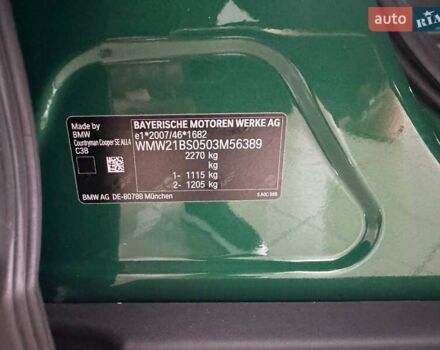 auto
RIA
BAYERISCHE MOTOREN WERKE AG
e1*2007/46*1682
WMW21BS0503M56389
2270 kg
kg
1- 1115 kg
2- 1205 kg
Made by
BMW
Countryman Cooper SE ALL4
C3B
BMW AG DE-80788 München